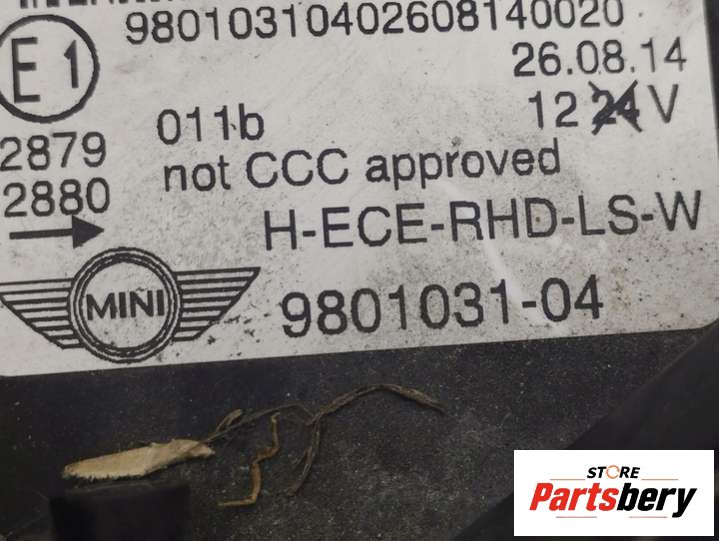 98010310402608140020
E1
26.08.14
12 24 V
011b
2879
not CCC approved
2880
H-ECE-RHD-LS-W
MINI
9801031-04
STORE
Partsbery